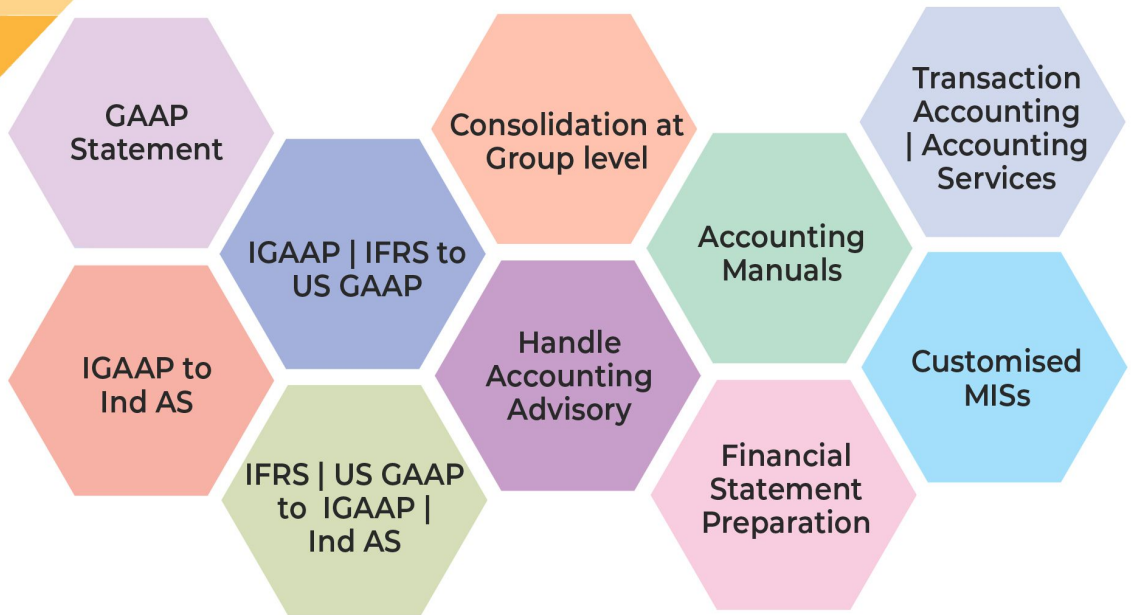 GAAP
Statement
IGAAP to
Ind AS
IGAAP | IFRS to
US GAAP
IFRS | US GAAP
to IGAAP |
Ind AS
Consolidation at
Group level
Handle
Accounting
Advisory
Accounting
Manuals
Financial
Statement
Preparation
Transaction
Accounting
| Accounting
Services
Customised
MISs